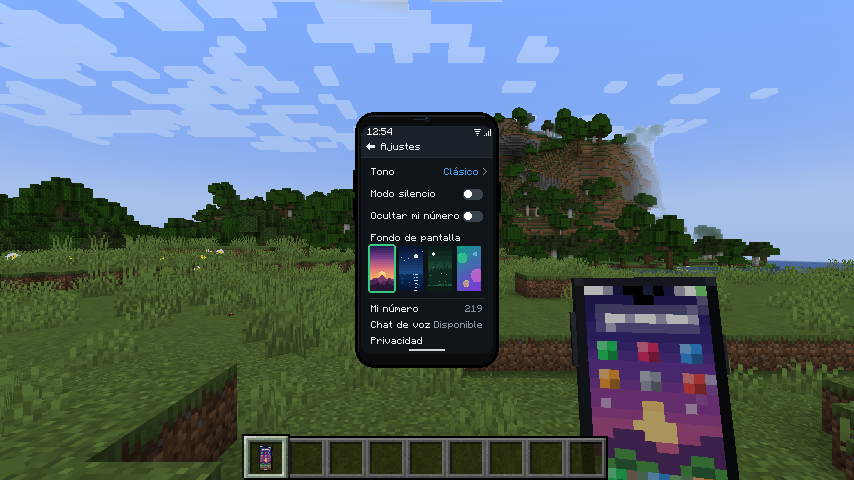 12:54
Ajustes
Tono Clásico
Modo silencio
Ocultar mi número
Fondo de pantalla
Mi número 219
Chat de voz Disponible
Privacidad